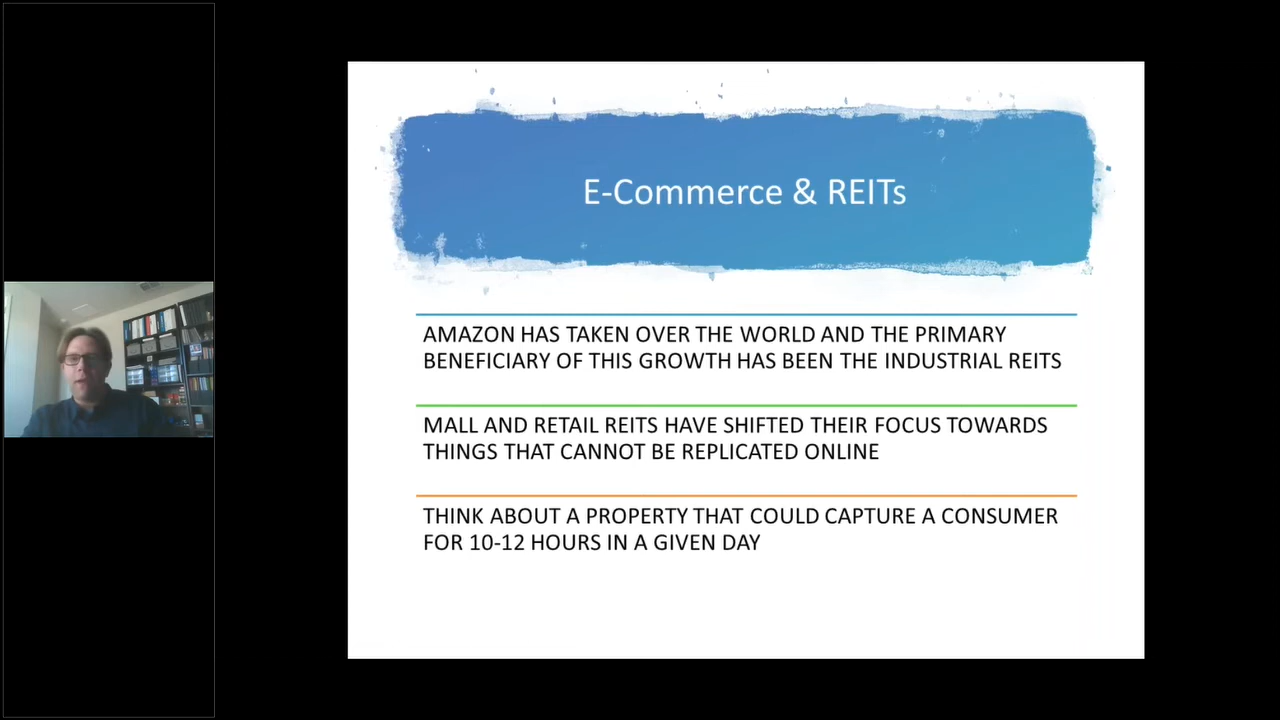 E-Commerce & REITs
AMAZON HAS TAKEN OVER THE WORLD AND THE PRIMARY
BENEFICIARY OF THIS GROWTH HAS BEEN THE INDUSTRIAL REITS
MALL AND RETAIL REITS HAVE SHIFTED THEIR FOCUS TOWARDS
THINGS THAT CANNOT BE REPLICATED ONLINE
THINK ABOUT A PROPERTY THAT COULD CAPTURE A CONSUMER
FOR 10-12 HOURS IN A GIVEN DAY